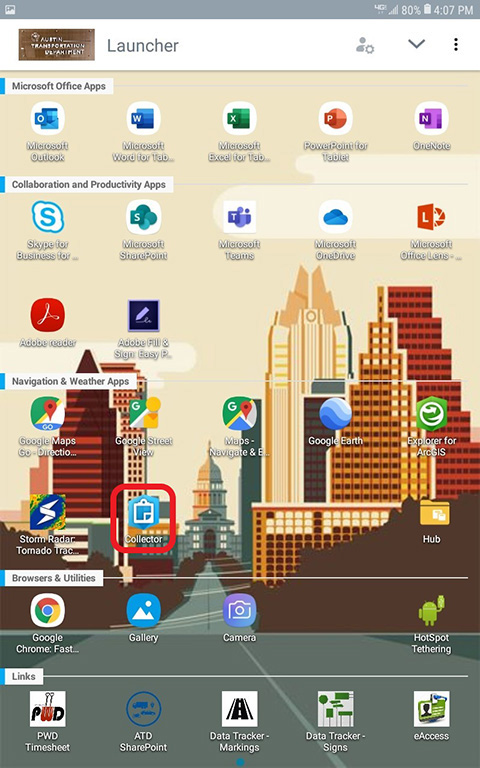 4G 80% 4:07 PM
AUSTIN
TRANSPORTATION
DEPARTMENT
Launcher
Microsoft Office Apps
Microsoft
Outlook
Microsoft
Word for Tab...
Microsoft
Excel for Tab...
PowerPoint for
Tablet
OneNote
Collaboration and Productivity Apps
Skype for
Business for ...
Microsoft
SharePoint
Microsoft
Teams
Microsoft
OneDrive
Microsoft
Office Lens - ...
Adobe reader
Adobe Fill &
Sign: Easy P...
Navigation & Weather Apps
GO
Google Maps
Go - Directio...
Google Street
View
Maps -
Navigate & E...
Google Earth
Explorer for
ArcGIS
Storm Radar:
Tornado Trac...
Collector
Hub
Browsers & Utilities
Google
Chrome: Fast...
Gallery
Camera
HotSpot
Tethering
Links
PWD
PWD
Timesheet
ATD
SharePoint
Data Tracker -
Markings
Data Tracker -
Signs
eAccess
eAccess